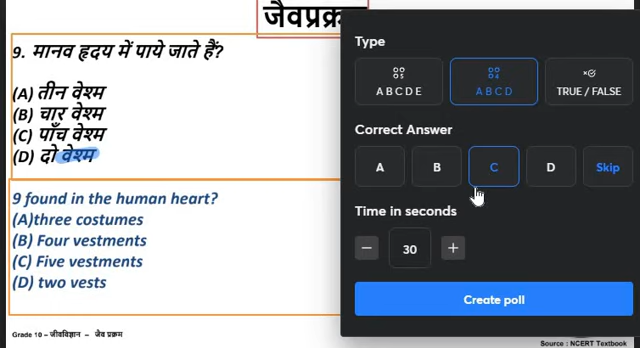 जैवप्रक्र
9. मानव हृदय में पाये जाते हैं?
(A) तीन वेश्म
(B) चार वेश्म
(C) पाँच वेश्म
(D) दो वेश्म
9 found in the human heart?
(A)three costumes
(B) Four vestments
(C) Five vestments
(D) two vests
Grade 10 – जीवविज्ञान – जैव प्रक्रम
Source : NCERT Textbook
Type
A B C D E
A B C D
TRUE / FALSE
Correct Answer
A
B
C
D
Skip
Time in seconds
30
Create poll